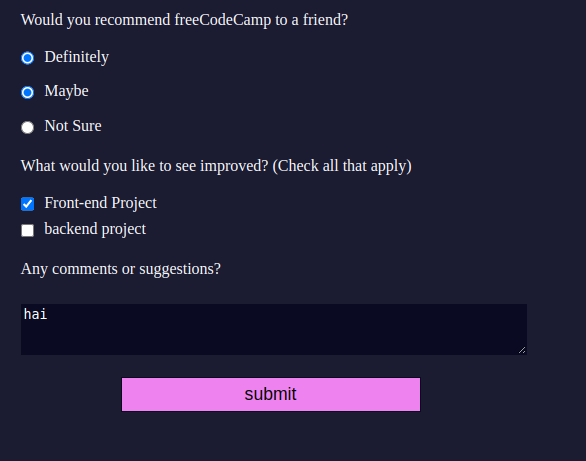 Would you recommend freeCodeCamp to a friend?
Definitely
Maybe
Not Sure
What would you like to see improved? (Check all that apply)
Front-end Project
backend project
Any comments or suggestions?
hai
submit